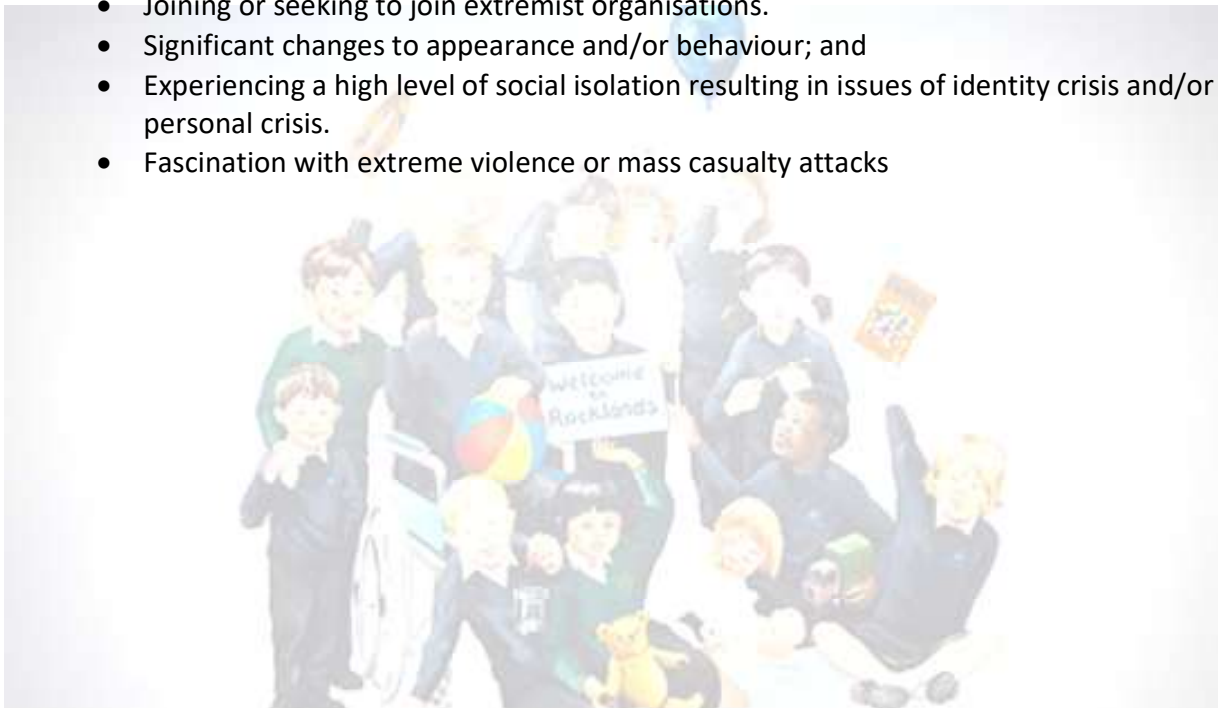 • Joining or seeking to join extremist organisations.
• Significant changes to appearance and/or behaviour; and
• Experiencing a high level of social isolation resulting in issues of identity crisis and/or
personal crisis.
• Fascination with extreme violence or mass casualty attacks
Welcome
to
Rocklands